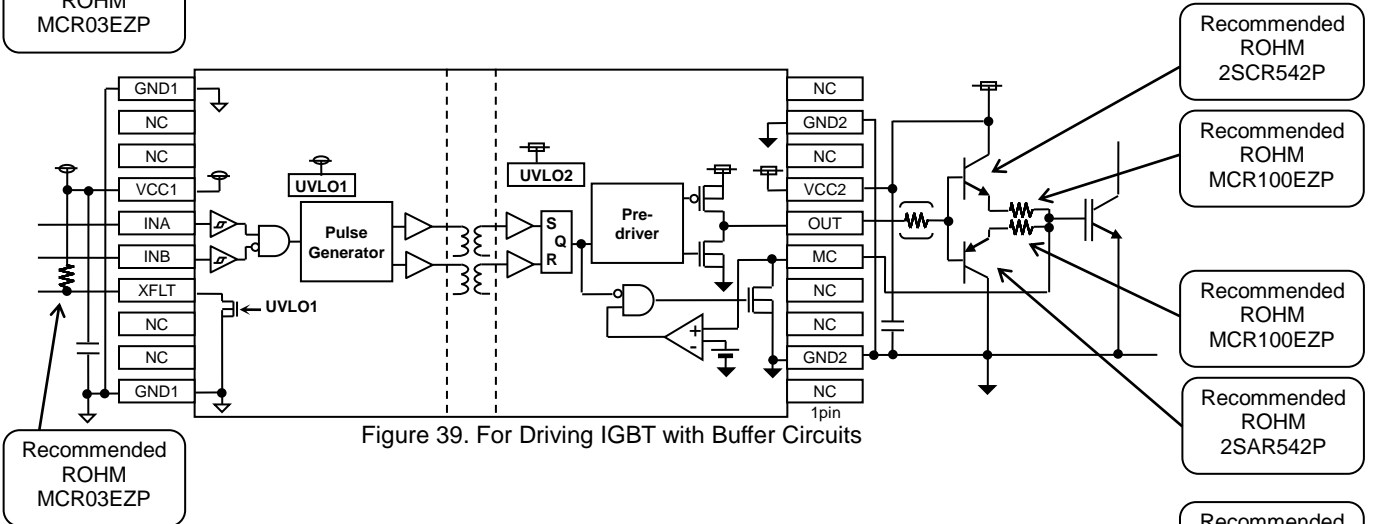 ROHM
MCR03EZP
Recommended
ROHM
2SCR542P
Recommended
ROHM
MCR100EZP
Recommended
ROHM
MCR100EZP
Recommended
ROHM
2SAR542P
Recommended
GND1
NC
NC
VCC1
INA
INB
XFLT
NC
NC
GND1
UVLO1
Pulse
Generator
UVLO1
UVLO2
S
Q
R
Pre-
driver
+
-
NC
GND2
NC
VCC2
OUT
MC
NC
NC
GND2
NC
1pin
Recommended
ROHM
MCR03EZP
Figure 39. For Driving IGBT with Buffer Circuits